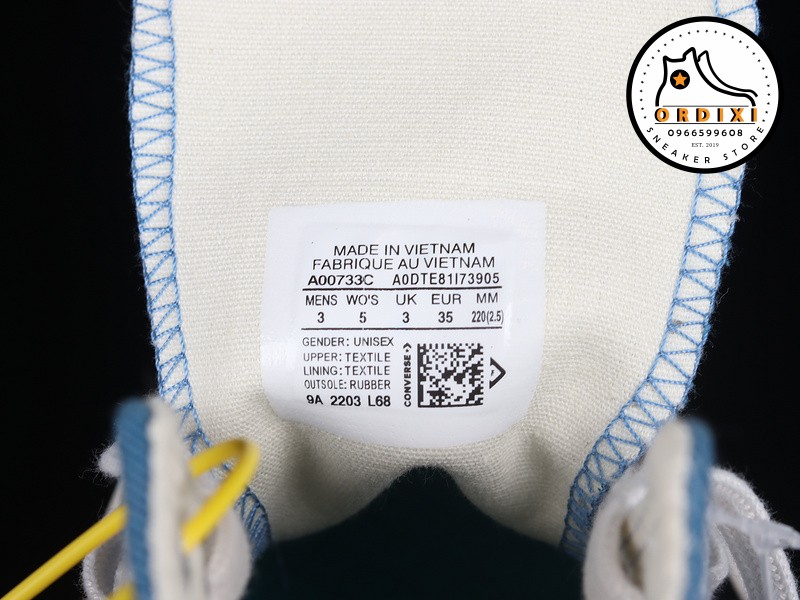 ORDIXI
0966599608
EST. 2019
SNEAKER STORE
MADE IN VIETNAM
FABRIQUE AU VIETNAM
A00733C A0DTE81I73905
MENS WO'S UK EUR MM
3 5 3 35 220(2.5)
GENDER: UNISEX
UPPER: TEXTILE
LINING: TEXTILE
OUTSOLE: RUBBER
9A 2203 L68
CONVERSE